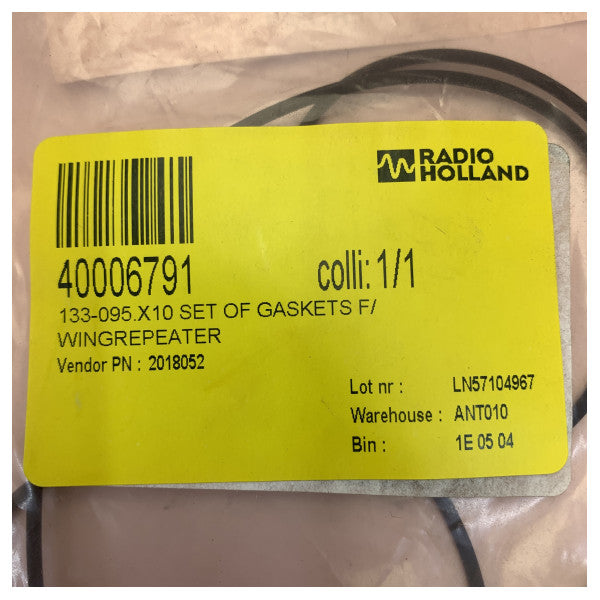 RADIO
HOLLAND
40006791 colli: 1/1
133-095.X10 SET OF GASKETS F/
WINGREPEATER
Vendor PN : 2018052
Lot nr : LN57104967
Warehouse : ANT010
Bin : 1E 05 04